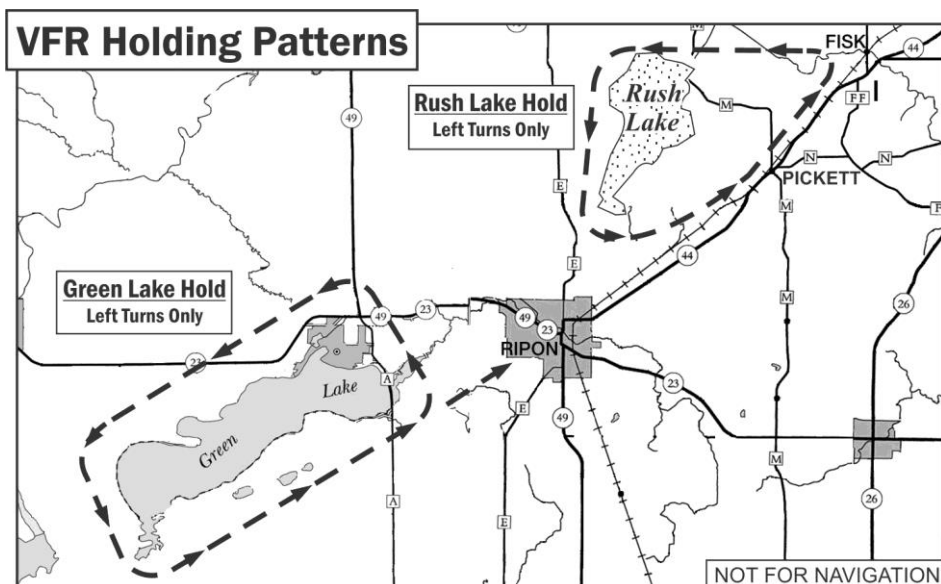 VFR Holding Patterns
FISK
44
49
Rush Lake Hold
Left Turns Only
Rush
Lake
M
FF
N
N
PICKETT
E
M
F
E
44
Green Lake Hold
Left Turns Only
26
M
49
23
49
23
RIPON
23
A
Lake
23
E
49
Green
M
A
E
26
NOT FOR NAVIGATION